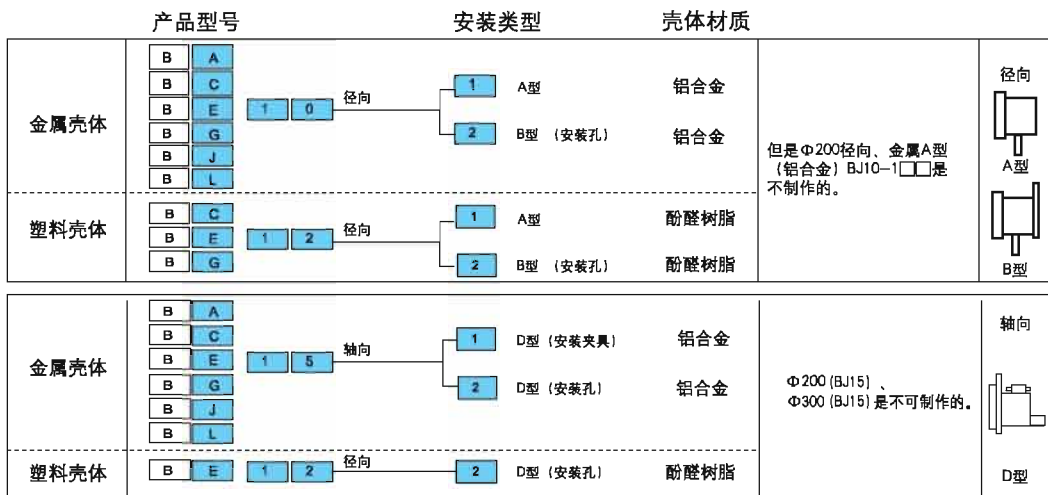 产品型号 安装类型 壳体材质
金属壳体
B A
B C
B E
B G
B J
B L
1 0 径向
1 A型 铝合金
2 B型 (安装孔) 铝合金
但是Φ200径向、金属A型
(铝合金) BJ10-1□□是
不制作的。
径向
A型
B型
塑料壳体
B C
B E
B G
1 2 径向
1 A型 酚醛树脂
2 B型 (安装孔) 酚醛树脂
金属壳体
B A
B C
B E
B G
B J
B L
1 5 轴向
1 D型 (安装夹具) 铝合金
2 D型 (安装孔) 铝合金
Φ200 (BJ15) 、
Φ300 (BJ15) 是不可制作的。
轴向
D型
塑料壳体
B E 1 2 径向 2 D型 (安装孔) 酚醛树脂